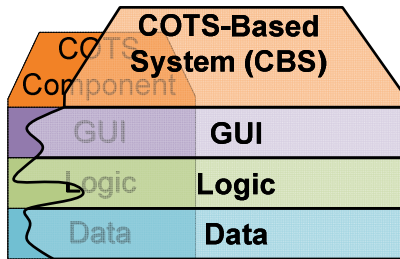 COTS-Based
System (CBS)
COTS
Component
GUI
GUI
Logic
Logic
Data
Data